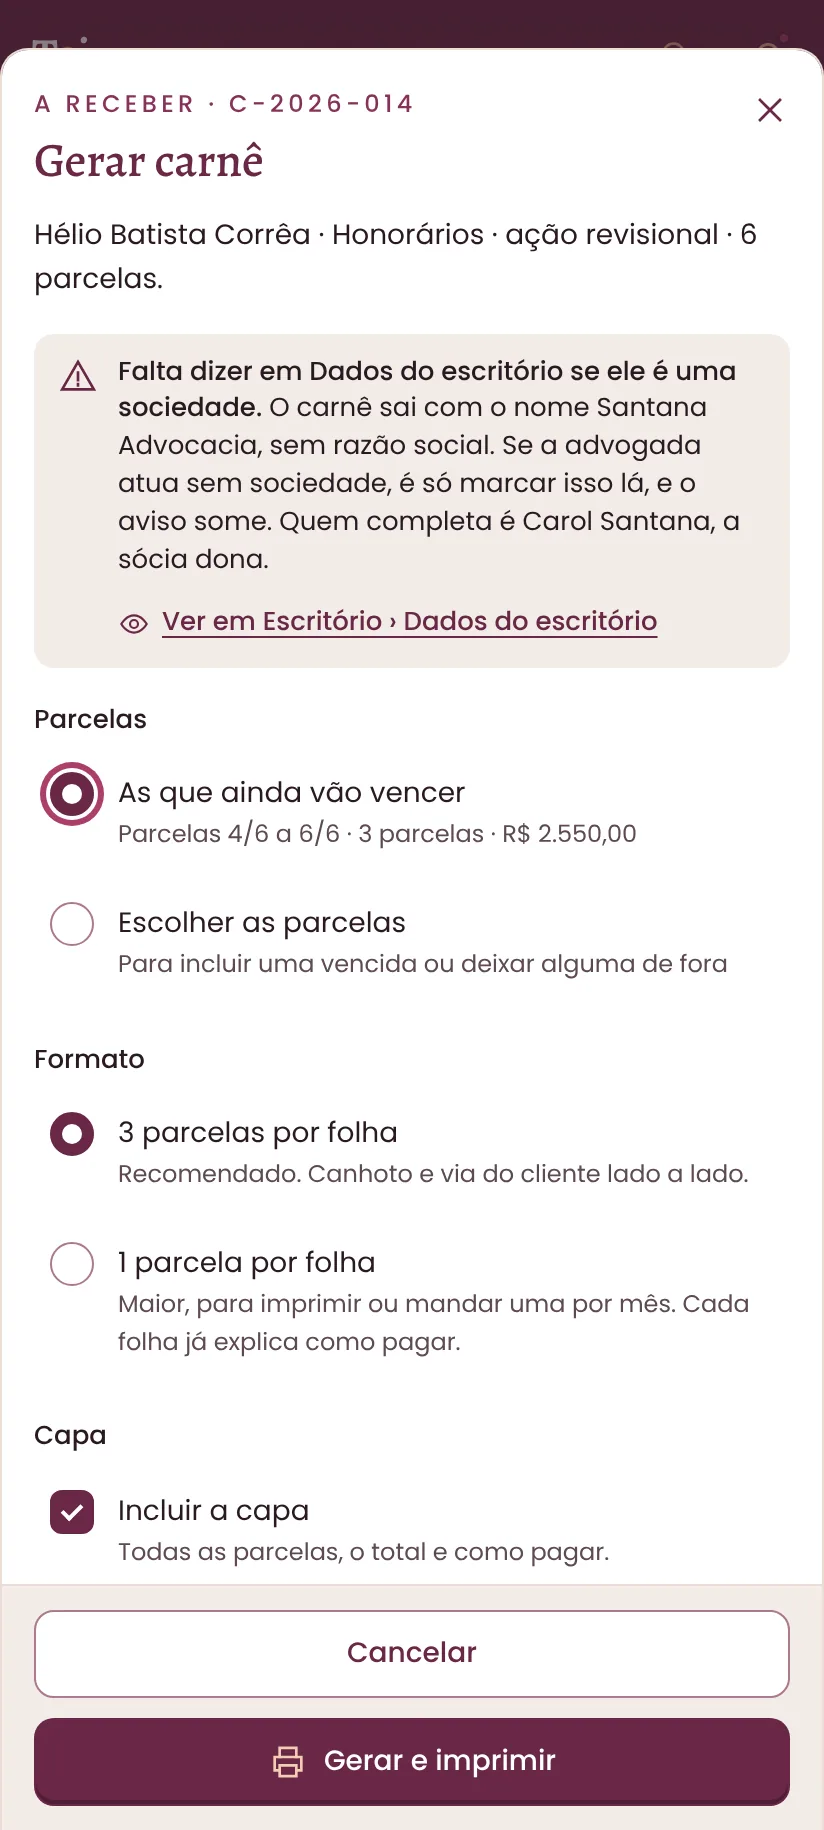 A RECEBER · C-2026-014
Gerar carnê
Hélio Batista Corrêa · Honorários · ação revisional · 6
parcelas.
Falta dizer em Dados do escritório se ele é uma
sociedade. O carnê sai com o nome Santana
Advocacia, sem razão social. Se a advogada
atua sem sociedade, é só marcar isso lá, e o
aviso some. Quem completa é Carol Santana, a
sócia dona.
Ver em Escritório › Dados do escritório
Parcelas
As que ainda vão vencer
Parcelas 4/6 a 6/6 · 3 parcelas · R$ 2.550,00
Escolher as parcelas
Para incluir uma vencida ou deixar alguma de fora
Formato
3 parcelas por folha
Recomendado. Canhoto e via do cliente lado a lado.
1 parcela por folha
Maior, para imprimir ou mandar uma por mês. Cada
folha já explica como pagar.
Capa
Incluir a capa
Todas as parcelas, o total e como pagar.
Cancelar
Gerar e imprimir